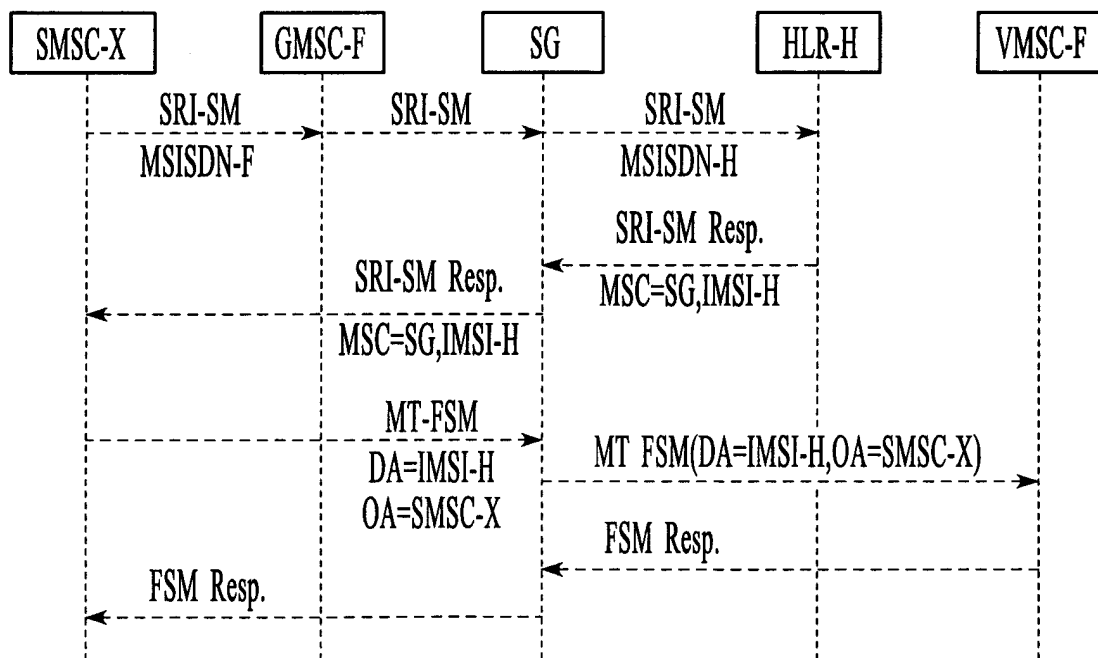 SMSC-X
GMSC-F
SG
HLR-H
VMSC-F
SRI-SM
MSISDN-F
SRI-SM
SRI-SM
MSISDN-H
SRI-SM Resp.
MSC=SG,IMSI-H
SRI-SM Resp.
MSC=SG,IMSI-H
MT-FSM
DA=IMSI-H
OA=SMSC-X
MT FSM(DA=IMSI-H,OA=SMSC-X)
FSM Resp.
FSM Resp.